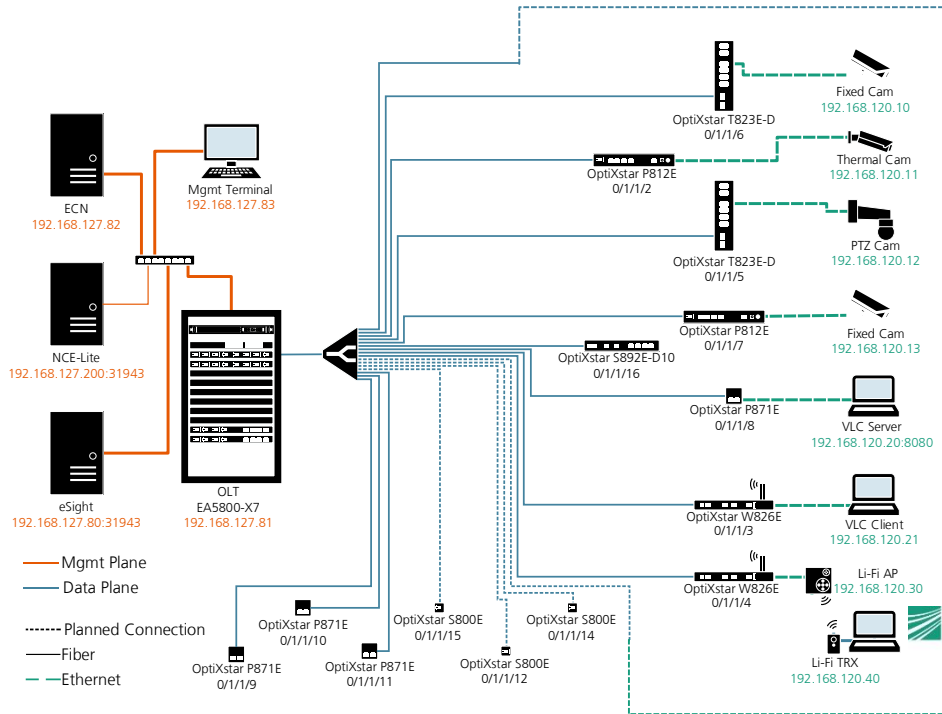 Fixed Cam
192.168.120.10
OptiXstar T823E-D
0/1/1/6
Thermal Cam
192.168.120.11
OptiXstar P812E
0/1/1/2
Mgmt Terminal
192.168.127.83
ECN
192.168.127.82
PTZ Cam
192.168.120.12
OptiXstar T823E-D
0/1/1/5
Fixed Cam
192.168.120.13
OptiXstar P812E
0/1/1/7
NCE-Lite
192.168.127.200:31943
OptiXstar S892E-D10
0/1/1/16
OptiXstar P871E
0/1/1/8
VLC Server
192.168.120.20:8080
eSight
192.168.127.80:31943
OLT
EA5800-X7
192.168.127.81
OptiXstar W826E
0/1/1/3
VLC Client
192.168.120.21
Mgmt Plane
Data Plane
OptiXstar W826E
0/1/1/4
Li-Fi AP
192.168.120.30
Planned Connection
Fiber
Ethernet
OptiXstar P871E
0/1/1/10
OptiXstar S800E
0/1/1/15
OptiXstar S800E
0/1/1/14
OptiXstar P871E
0/1/1/9
OptiXstar P871E
0/1/1/11
OptiXstar S800E
0/1/1/12
Li-Fi TRX
192.168.120.40